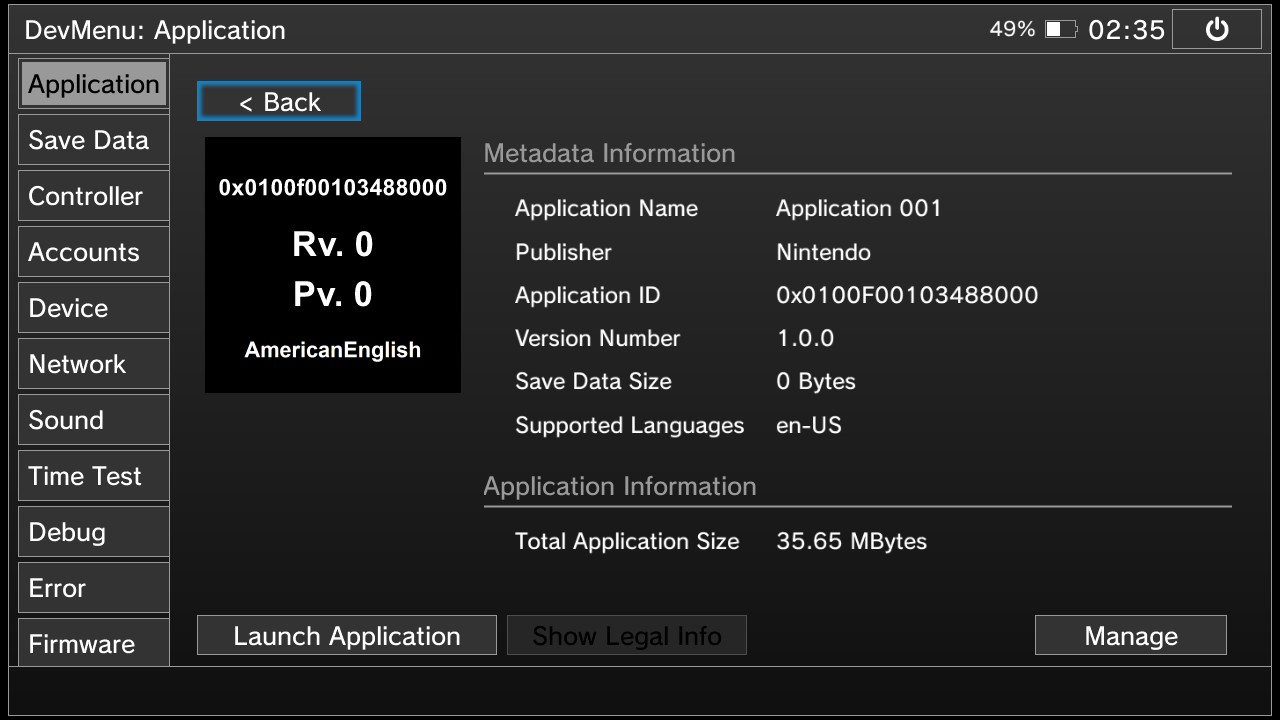 DevMenu: Application
49% 02:35
Application
Save Data
Controller
Accounts
Device
Network
Sound
Time Test
Debug
Error
Firmware
< Back
0x0100f00103488000
Rv. 0
Pv. 0
AmericanEnglish
Metadata Information
Application Name Application 001
Publisher Nintendo
Application ID 0x0100F00103488000
Version Number 1.0.0
Save Data Size 0 Bytes
Supported Languages en-US
Application Information
Total Application Size 35.65 MBytes
Launch Application Show Legal Info Manage